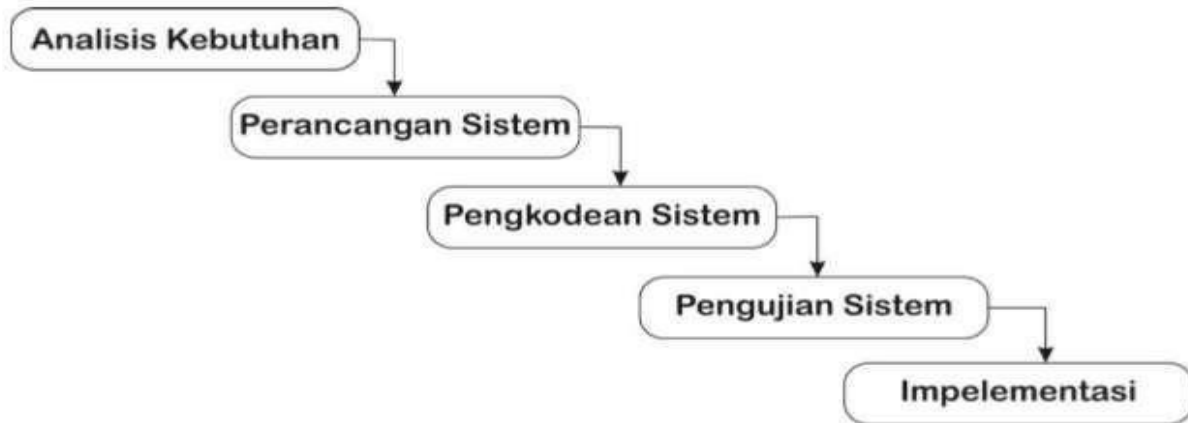 Analisis Kebutuhan
Perancangan Sistem
Pengkodean Sistem
Pengujian Sistem
Impelementasi